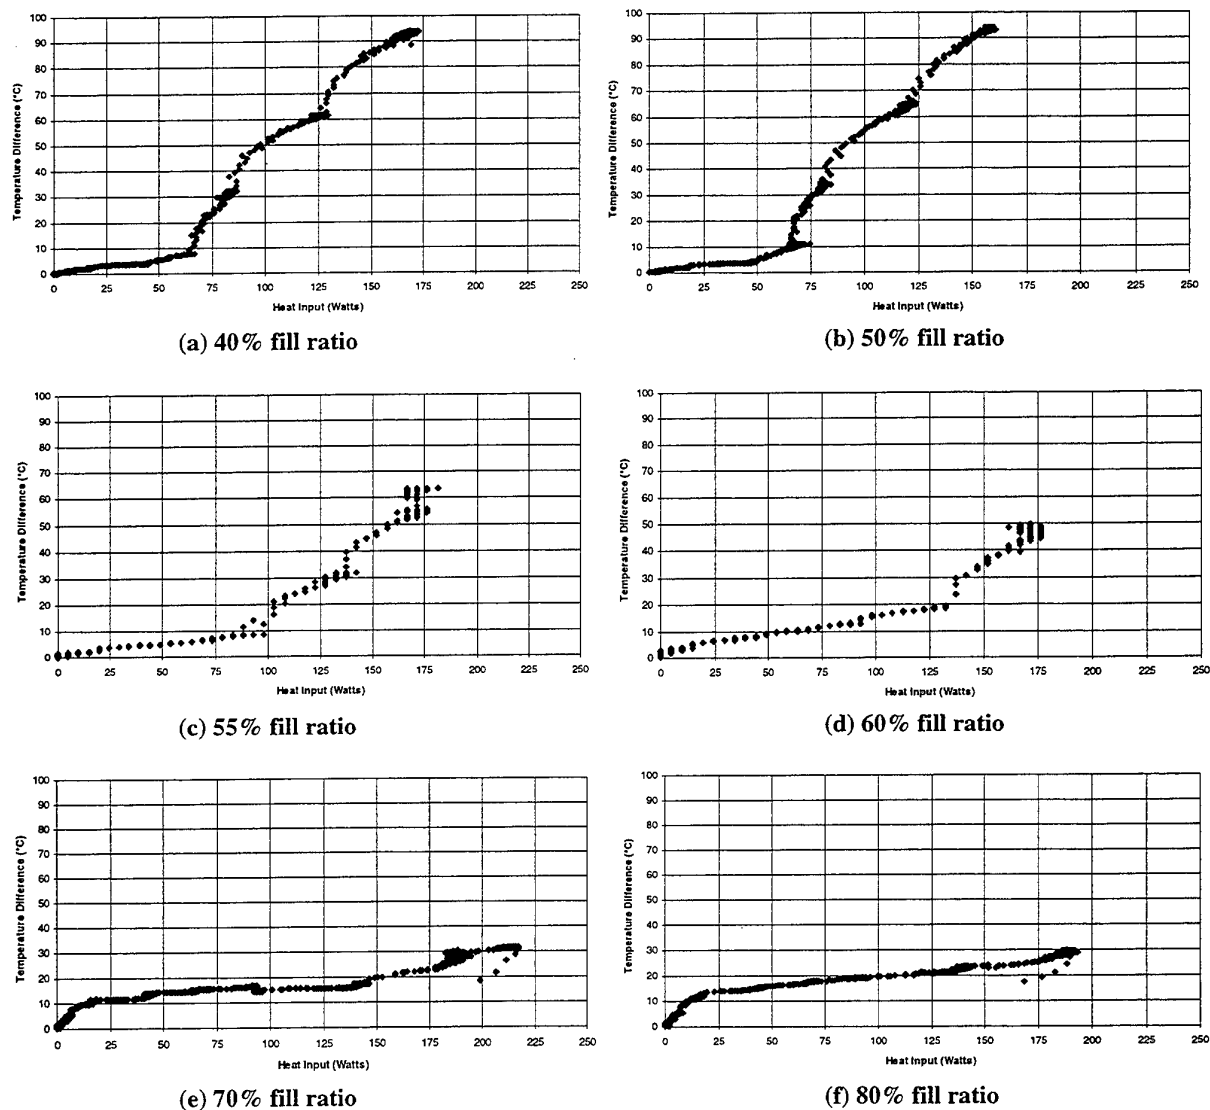 Temperature Difference (°C)
100
90
80
70
60
50
40
30
20
10
0
0 25 50 75 100 125 150 175 200 225 250
Heat Input (Watts)
(a) 40% fill ratio
Temperature Difference (°C)
100
90
80
70
60
50
40
30
20
10
0
0 25 50 75 100 125 150 175 200 225 250
Heat Input (Watts)
(b) 50% fill ratio
Temperature Difference (°C)
100
90
80
70
60
50
40
30
20
10
0
0 25 50 75 100 125 150 175 200 225 250
Heat Input (Watts)
(c) 55% fill ratio
Temperature Difference (°C)
100
90
80
70
60
50
40
30
20
10
0
0 25 50 75 100 125 150 175 200 225 250
Heat Input (Watts)
(d) 60% fill ratio
Temperature Difference (°C)
100
90
80
70
60
50
40
30
20
10
0
0 25 50 75 100 125 150 175 200 225 250
Heat Input (Watts)
(e) 70% fill ratio
Temperature Difference (°C)
100
90
80
70
60
50
40
30
20
10
0
0 25 50 75 100 125 150 175 200 225 250
Heat Input (Watts)
(f) 80% fill ratio